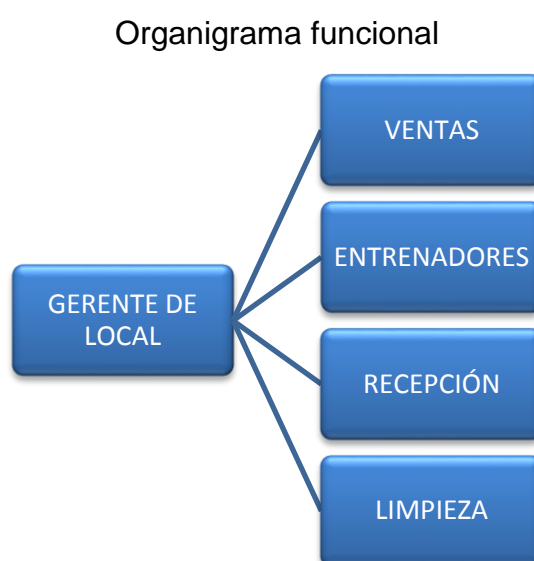 Organigrama funcional
VENTAS
ENTRENADORES
GERENTE DE
LOCAL
RECEPCIÓN
LIMPIEZA